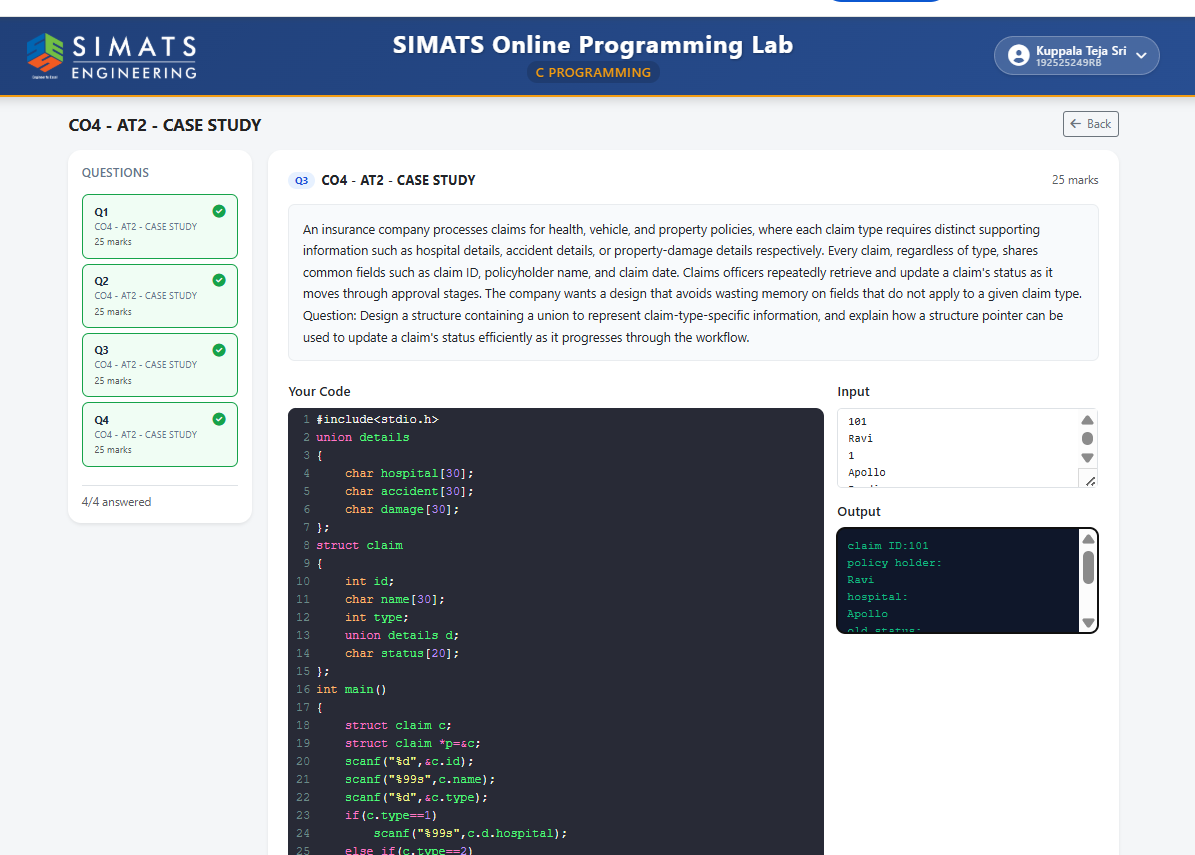 SIMATS
ENGINEERING
SIMATS Online Programming Lab
C PROGRAMMING
Kuppala Teja Sri
192525249RB
CO4 - AT2 - CASE STUDY
← Back
QUESTIONS
Q1
CO4 - AT2 - CASE STUDY
25 marks
Q2
CO4 - AT2 - CASE STUDY
25 marks
Q3
CO4 - AT2 - CASE STUDY
25 marks
Q4
CO4 - AT2 - CASE STUDY
25 marks
4/4 answered
Q3 CO4 - AT2 - CASE STUDY
25 marks
An insurance company processes claims for health, vehicle, and property policies, where each claim type requires distinct supporting
information such as hospital details, accident details, or property-damage details respectively. Every claim, regardless of type, shares
common fields such as claim ID, policyholder name, and claim date. Claims officers repeatedly retrieve and update a claim's status as it
moves through approval stages. The company wants a design that avoids wasting memory on fields that do not apply to a given claim type.
Question: Design a structure containing a union to represent claim-type-specific information, and explain how a structure pointer can be
used to update a claim's status efficiently as it progresses through the workflow.
Your Code
1 #include<stdio.h>
2 union details
3 {
4     char hospital[30];
5     char accident[30];
6     char damage[30];
7 };
8 struct claim
9 {
10     int id;
11     char name[30];
12     int type;
13     union details d;
14     char status[20];
15 };
16 int main()
17 {
18     struct claim c;
19     struct claim *p=&c;
20     scanf("%d",&c.id);
21     scanf("%99s",c.name);
22     scanf("%d",&c.type);
23     if(c.type==1)
24         scanf("%99s",c.d.hospital);
25     else if(c.type==2)
Input
101
Ravi
1
Apollo
Output
claim ID:101
policy holder:
Ravi
hospital:
Apollo
old status: